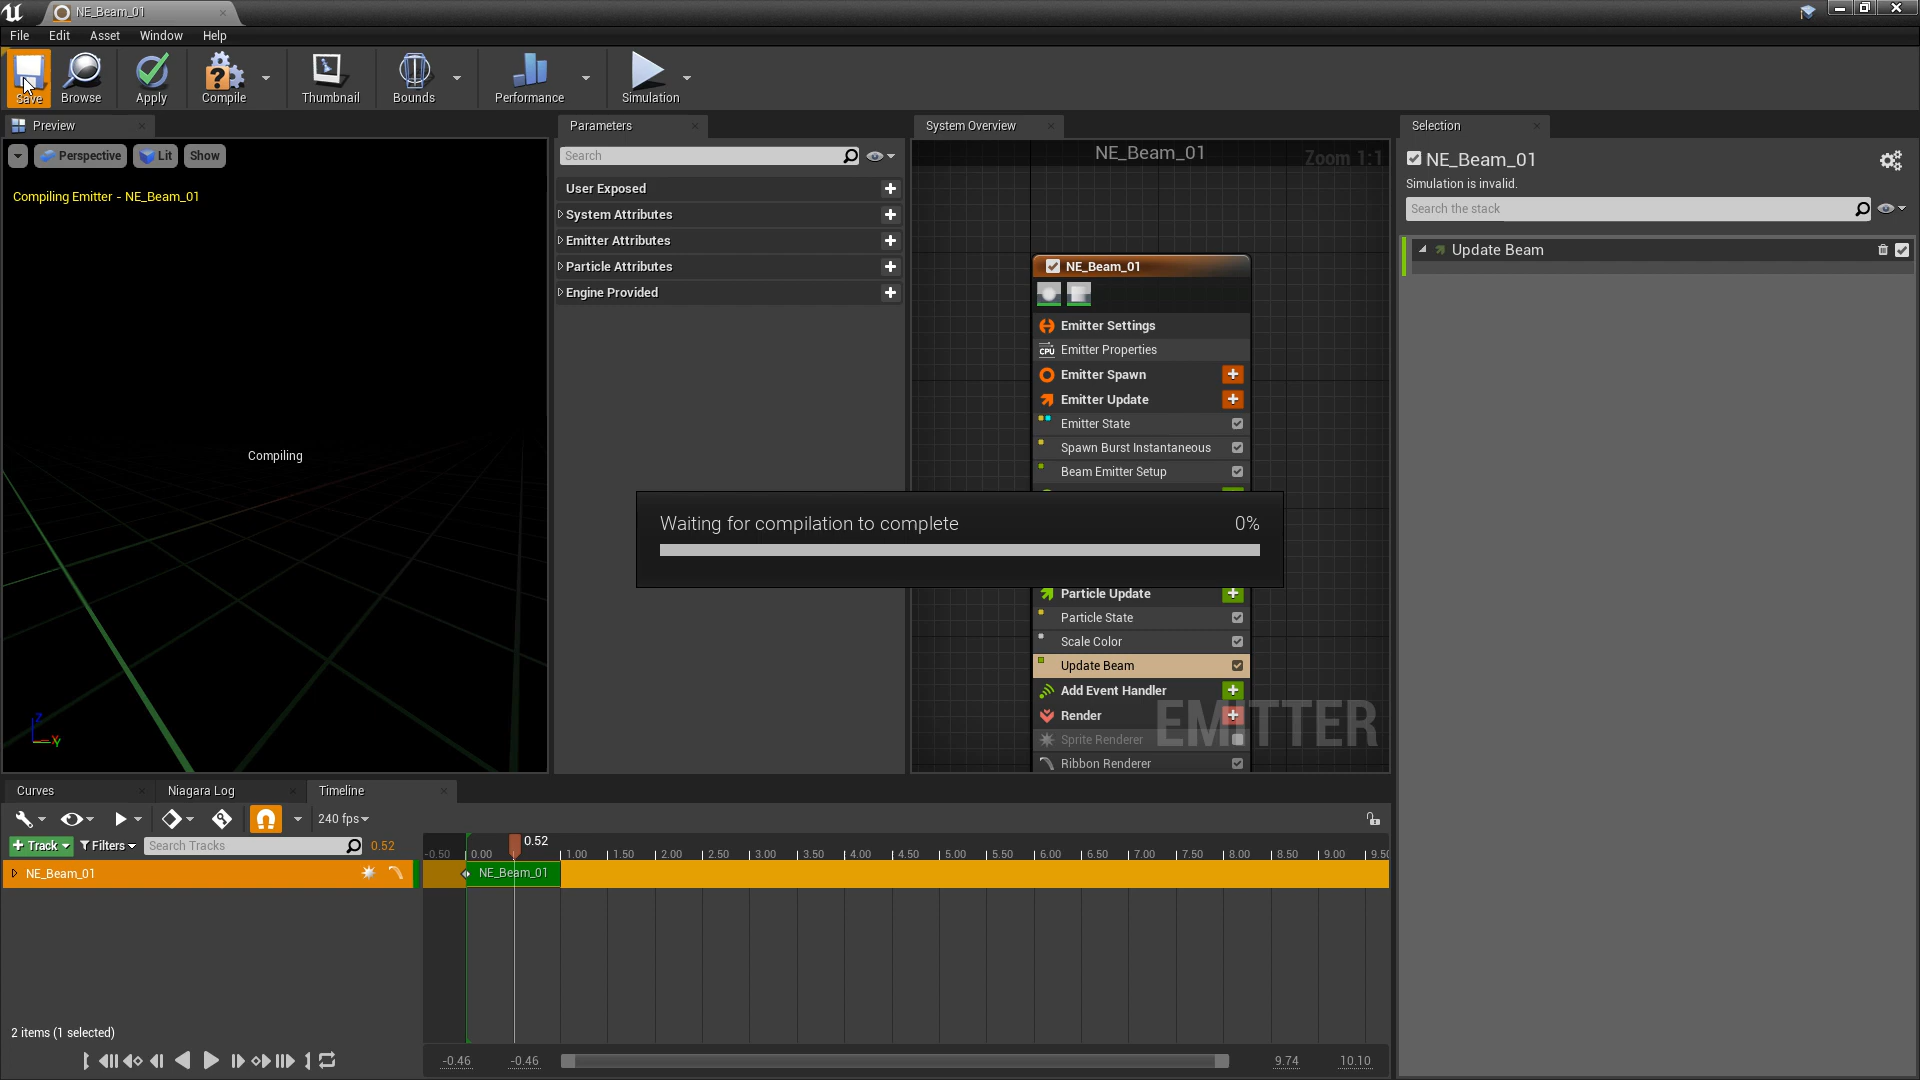 NE_Beam_01
File Edit Asset Window Help
Save Browse Apply Compile Thumbnail Bounds Performance Simulation
Preview
Perspective Lit Show
Compiling Emitter - NE_Beam_01
Compiling
Z
X
Y
Parameters
Search
User Exposed
System Attributes
Emitter Attributes
Particle Attributes
Engine Provided
System Overview
NE_Beam_01
Zoom 1:1
NE_Beam_01
Emitter Settings
CPU Emitter Properties
Emitter Spawn
Emitter Update
Emitter State
Spawn Burst Instantaneous
Beam Emitter Setup
Waiting for compilation to complete 0%
Particle Update
Particle State
Scale Color
Update Beam
Add Event Handler
Render
Sprite Renderer
Ribbon Renderer
EMITTER
Selection
NE_Beam_01
Simulation is invalid.
Search the stack
Update Beam
Curves Niagara Log Timeline
240 fps
+ Track Filters Search Tracks 0.52
0.52
-0.50 0.00 1.00 1.50 2.00 2.50 3.00 3.50 4.00 4.50 5.00 5.50 6.00 6.50 7.00 7.50 8.00 8.50 9.00 9.50
NE_Beam_01 NE_Beam_01
2 items (1 selected)
-0.46 -0.46 9.74 10.10